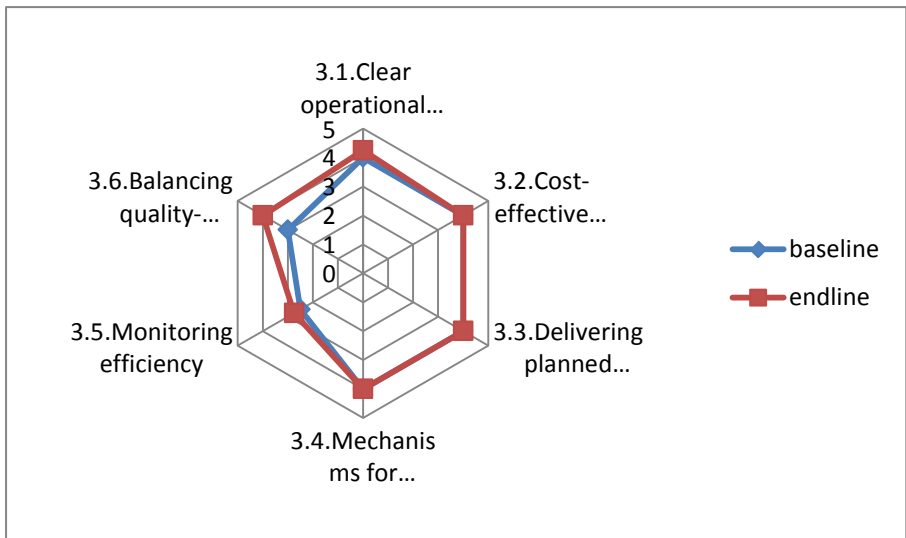 3.1.Clear
operational...
5
4
3
2
1
0
3.2.Cost-
effective...
3.3.Delivering
planned...
3.4.Mechanis
ms for...
3.5.Monitoring
efficiency
3.6.Balancing
quality-...
baseline
endline